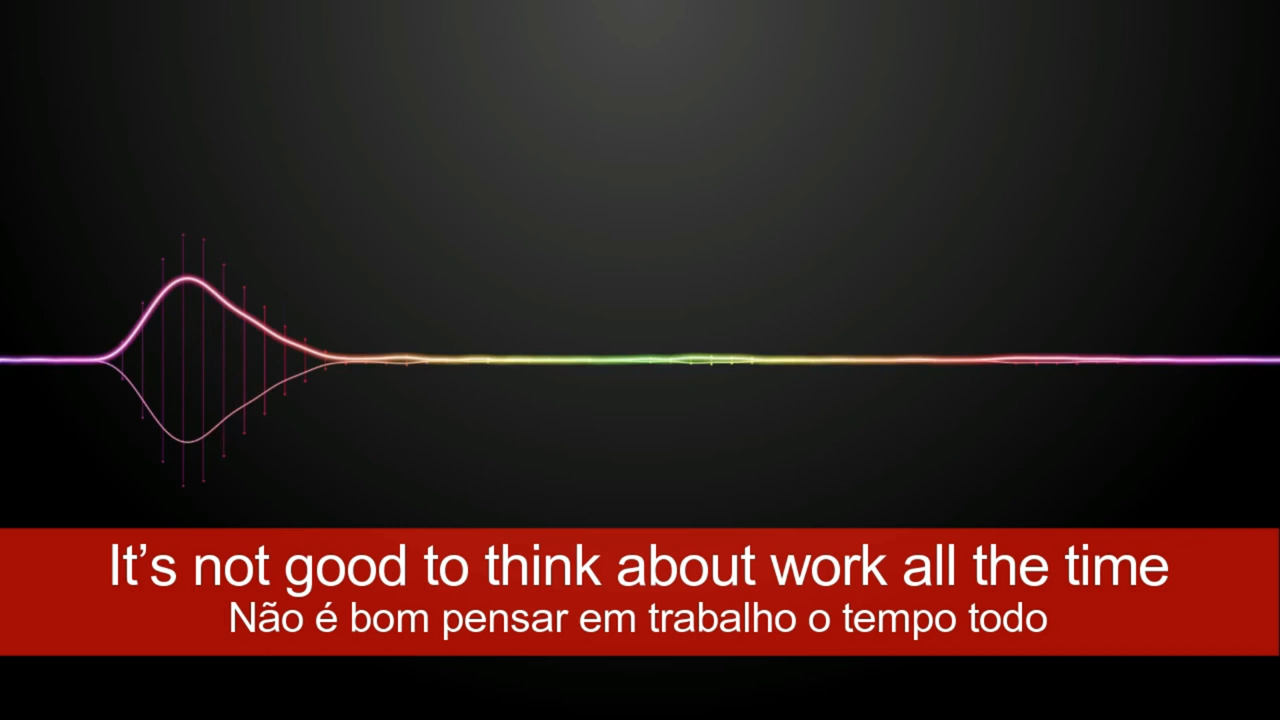 It’s not good to think about work all the time
Não é bom pensar em trabalho o tempo todo